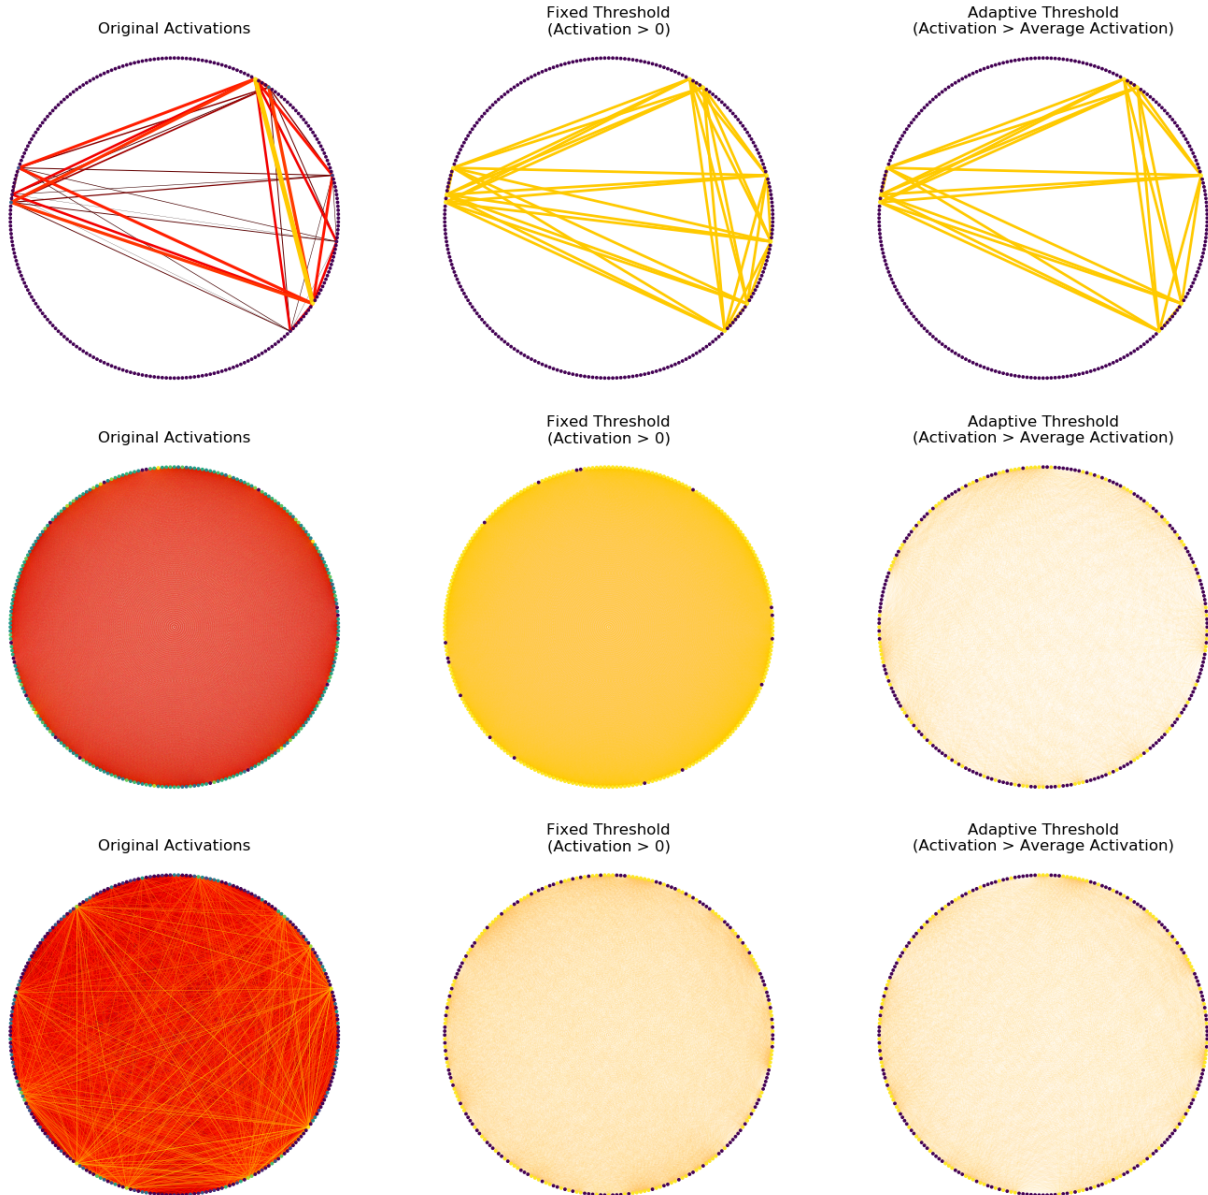 Original Activations
Fixed Threshold
(Activation > 0)
Adaptive Threshold
(Activation > Average Activation)
Original Activations
Fixed Threshold
(Activation > 0)
Adaptive Threshold
(Activation > Average Activation)
Original Activations
Fixed Threshold
(Activation > 0)
Adaptive Threshold
(Activation > Average Activation)